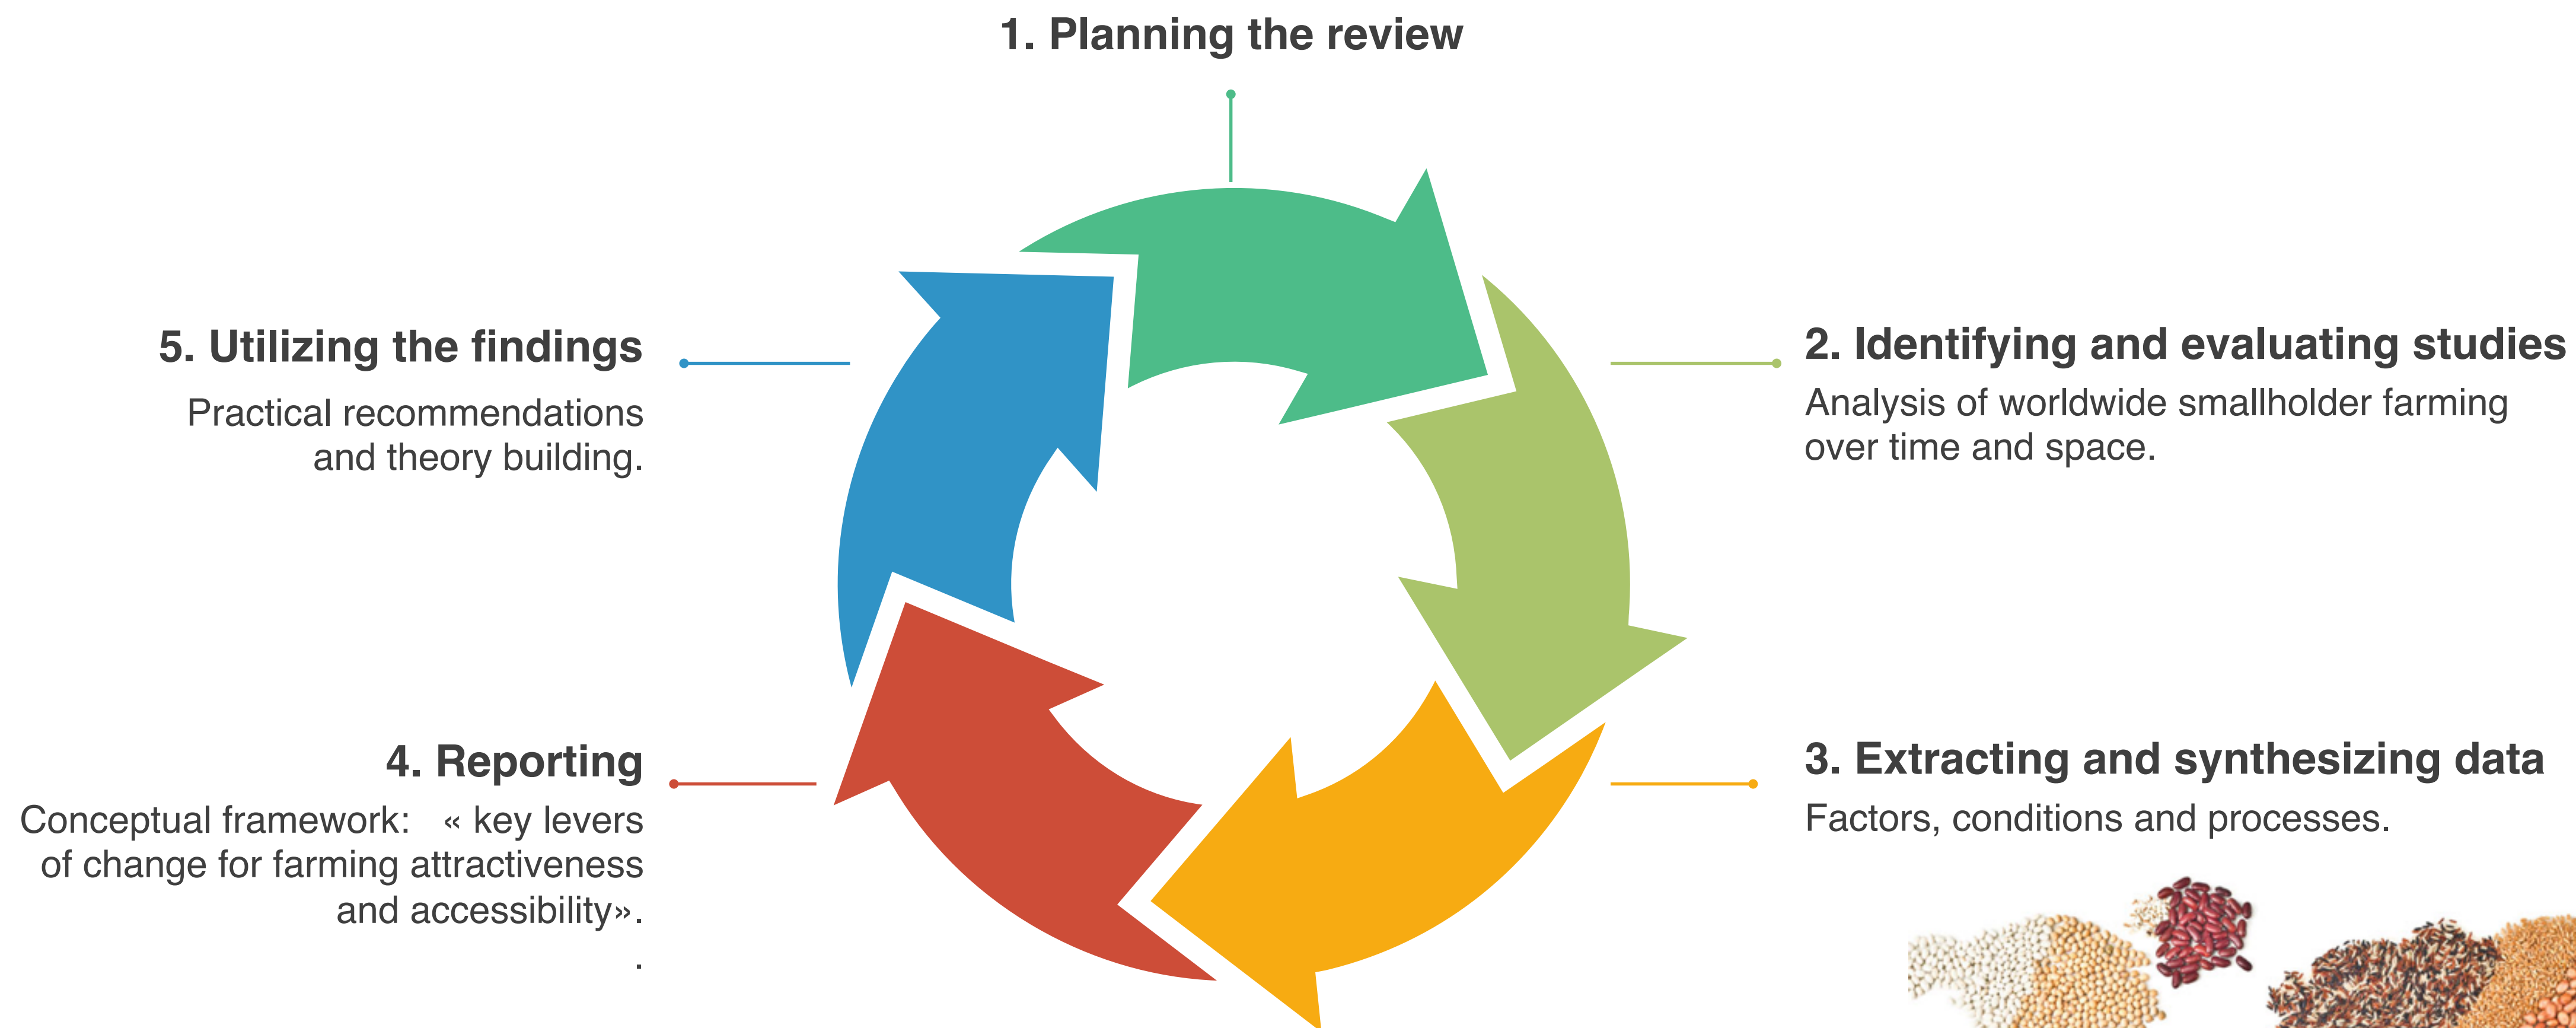 1. Planning the review
2. Identifying and evaluating studies
Analysis of worldwide smallholder farming
over time and space.
3. Extracting and synthesizing data
Factors, conditions and processes.
4. Reporting
Conceptual framework:   « key levers
of change for farming attractiveness
and accessibility».
.
5. Utilizing the findings
Practical recommendations
and theory building.